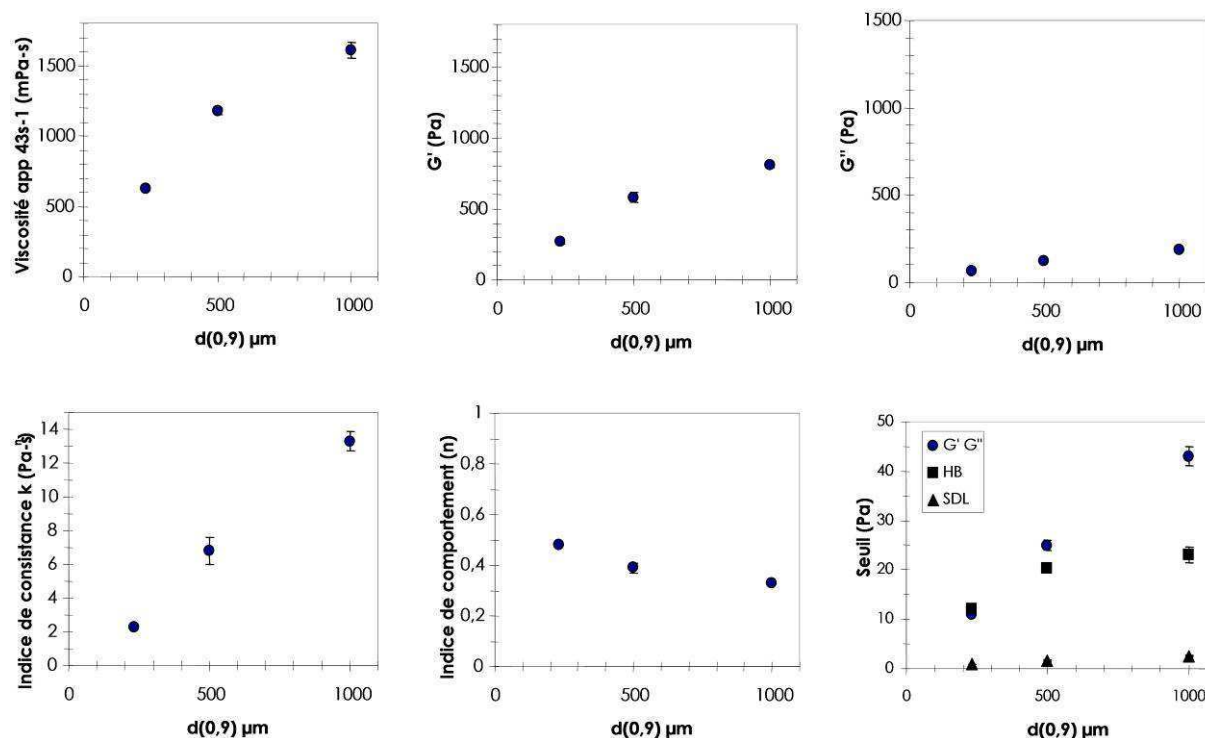 Viscosité app 43s-1 (mPa-s)
1500
1000
500
0
0 500 1000
d(0,9) µm
G' (Pa)
1500
1000
500
0
0 500 1000
d(0,9) µm
G'' (Pa)
1500
1000
500
0
0 500 1000
d(0,9) µm
Indice de consistance k (Pa-s
14
12
10
8
6
4
2
0
0 500 1000
d(0,9) µm
Indice de comportement (n)
1
0,8
0,6
0,4
0,2
0
0 500 1000
d(0,9) µm
Seuil (Pa)
50
40
30
20
10
0
G' G''
HB
SDL
0 500 1000
d(0,9) µm